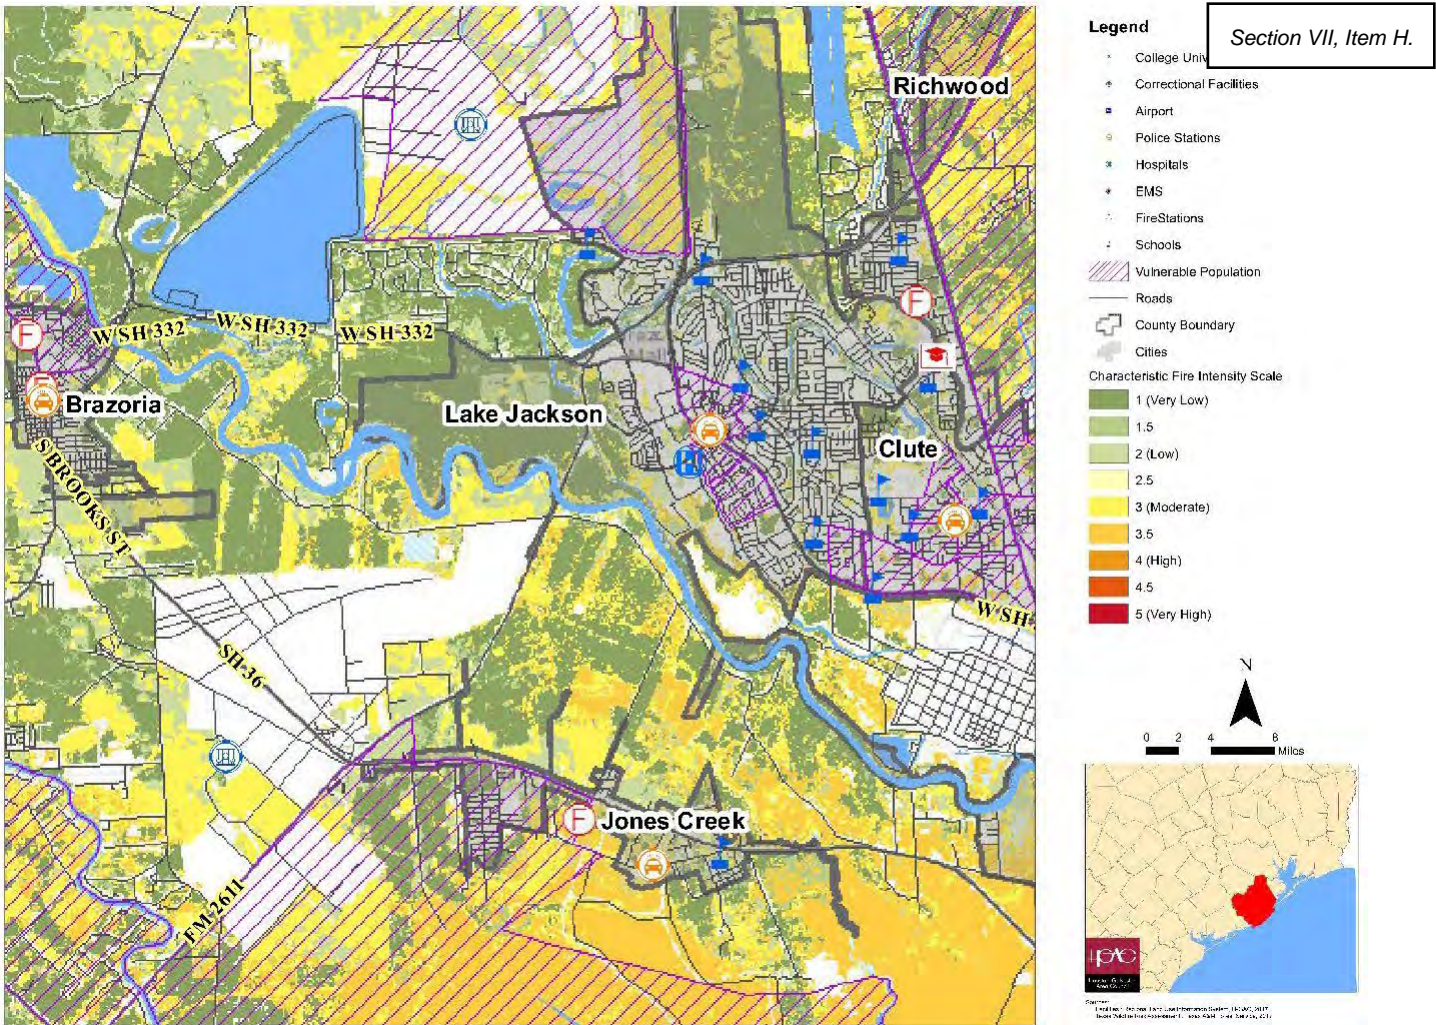 Legend
Section VII, Item H.
College Univ
Correctional Facilities
Airport
Police Stations
Hospitals
EMS
FireStations
Schools
Vulnerable Population
Roads
County Boundary
Cities
Characteristic Fire Intensity Scale
1 (Very Low)
1.5
2 (Low)
2.5
3 (Moderate)
3.5
4 (High)
4.5
5 (Very High)
N
0 2 4 8
Miles
Richwood
W SH 332
W SH 332
W SH 332
F
F
Brazoria
Lake Jackson
Clute
S BROOKS ST
W SH
SH 36
F
Jones Creek
FM 2611
Sources: